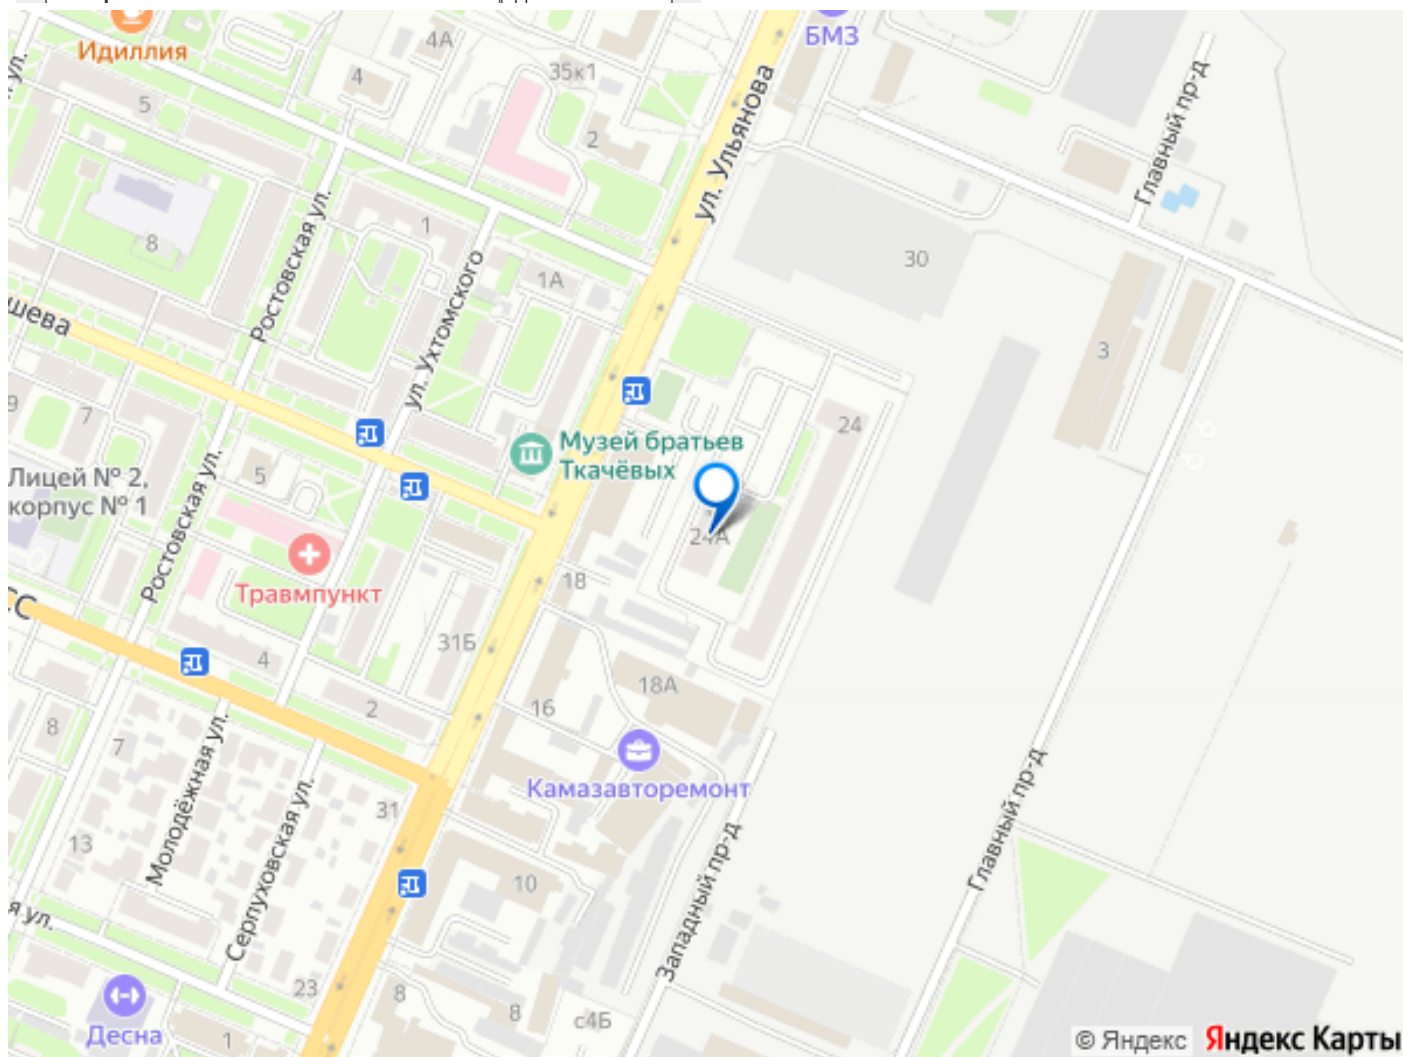 Идиллия
4А
БМЗ
35к1
4
5
2
ул. Ульянова
Главный пр-д
8
1
Ростовская ул.
ул. Ухтомского
1А
30
шева
3
9
7
24
Музей братьев
Ткачёвых
Лицей № 2,
корпус № 1
5
Ростовская ул.
24А
Травмпункт
18
СС
31Б
4
18А
2
16
8
7
Камазавторемонт
Молодёжная ул.
Серпуховская ул.
31
13
Западный пр-д
Главный пр-д
10
я ул.
23
8
8
с4Б
Десна
1
© Яндекс Яндекс Карты